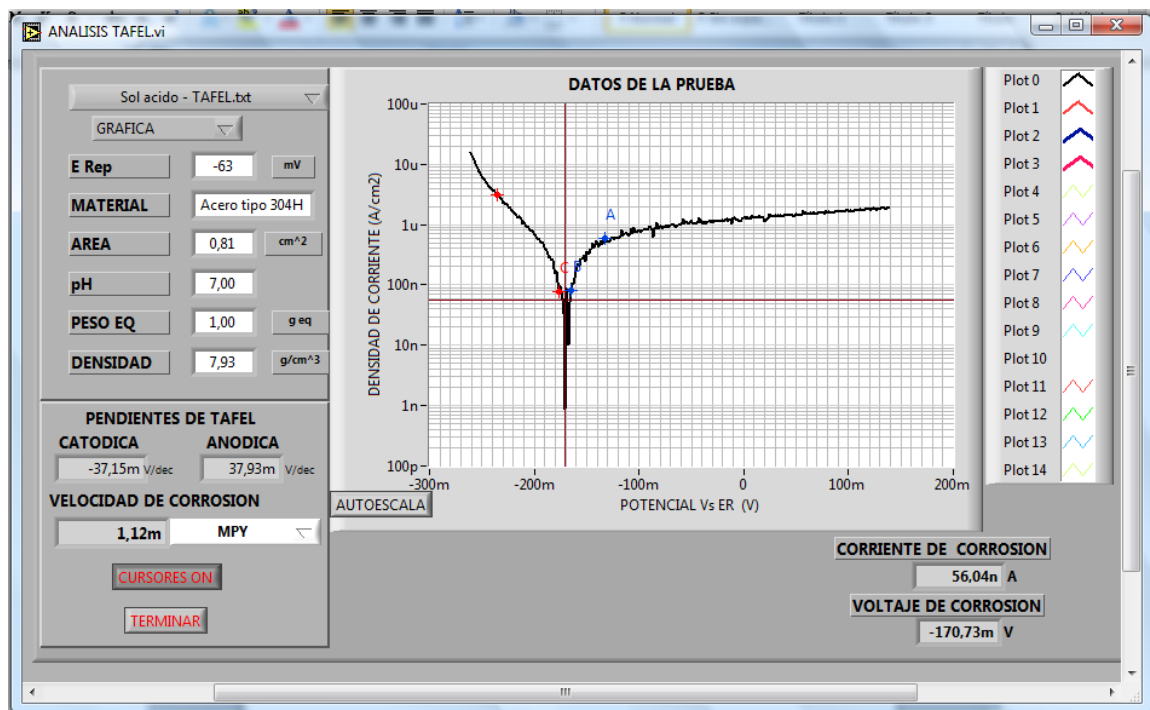 ANALISIS TAFEL.vi
Sol acido - TAFEL.txt
GRAFICA
E Rep -63 mV
MATERIAL Acero tipo 304H
AREA 0,81 cm^2
pH 7,00
PESO EQ 1,00 g eq
DENSIDAD 7,93 g/cm^3
PENDIENTES DE TAFEL
CATODICA ANODICA
-37,15m V/dec 37,93m V/dec
VELOCIDAD DE CORROSION
1,12m MPY
CURSORES ON
TERMINAR
DATOS DE LA PRUEBA
DENSIDAD DE CORRIENTE (A/cm2)
100u
10u
1u
100n
10n
1n
100p
A
C B
-300m -200m -100m 0 100m 200m
POTENCIAL Vs ER (V)
AUTOESCALA
Plot 0
Plot 1
Plot 2
Plot 3
Plot 4
Plot 5
Plot 6
Plot 7
Plot 8
Plot 9
Plot 10
Plot 11
Plot 12
Plot 13
Plot 14
CORRIENTE DE CORROSION
56,04n A
VOLTAJE DE CORROSION
-170,73m V